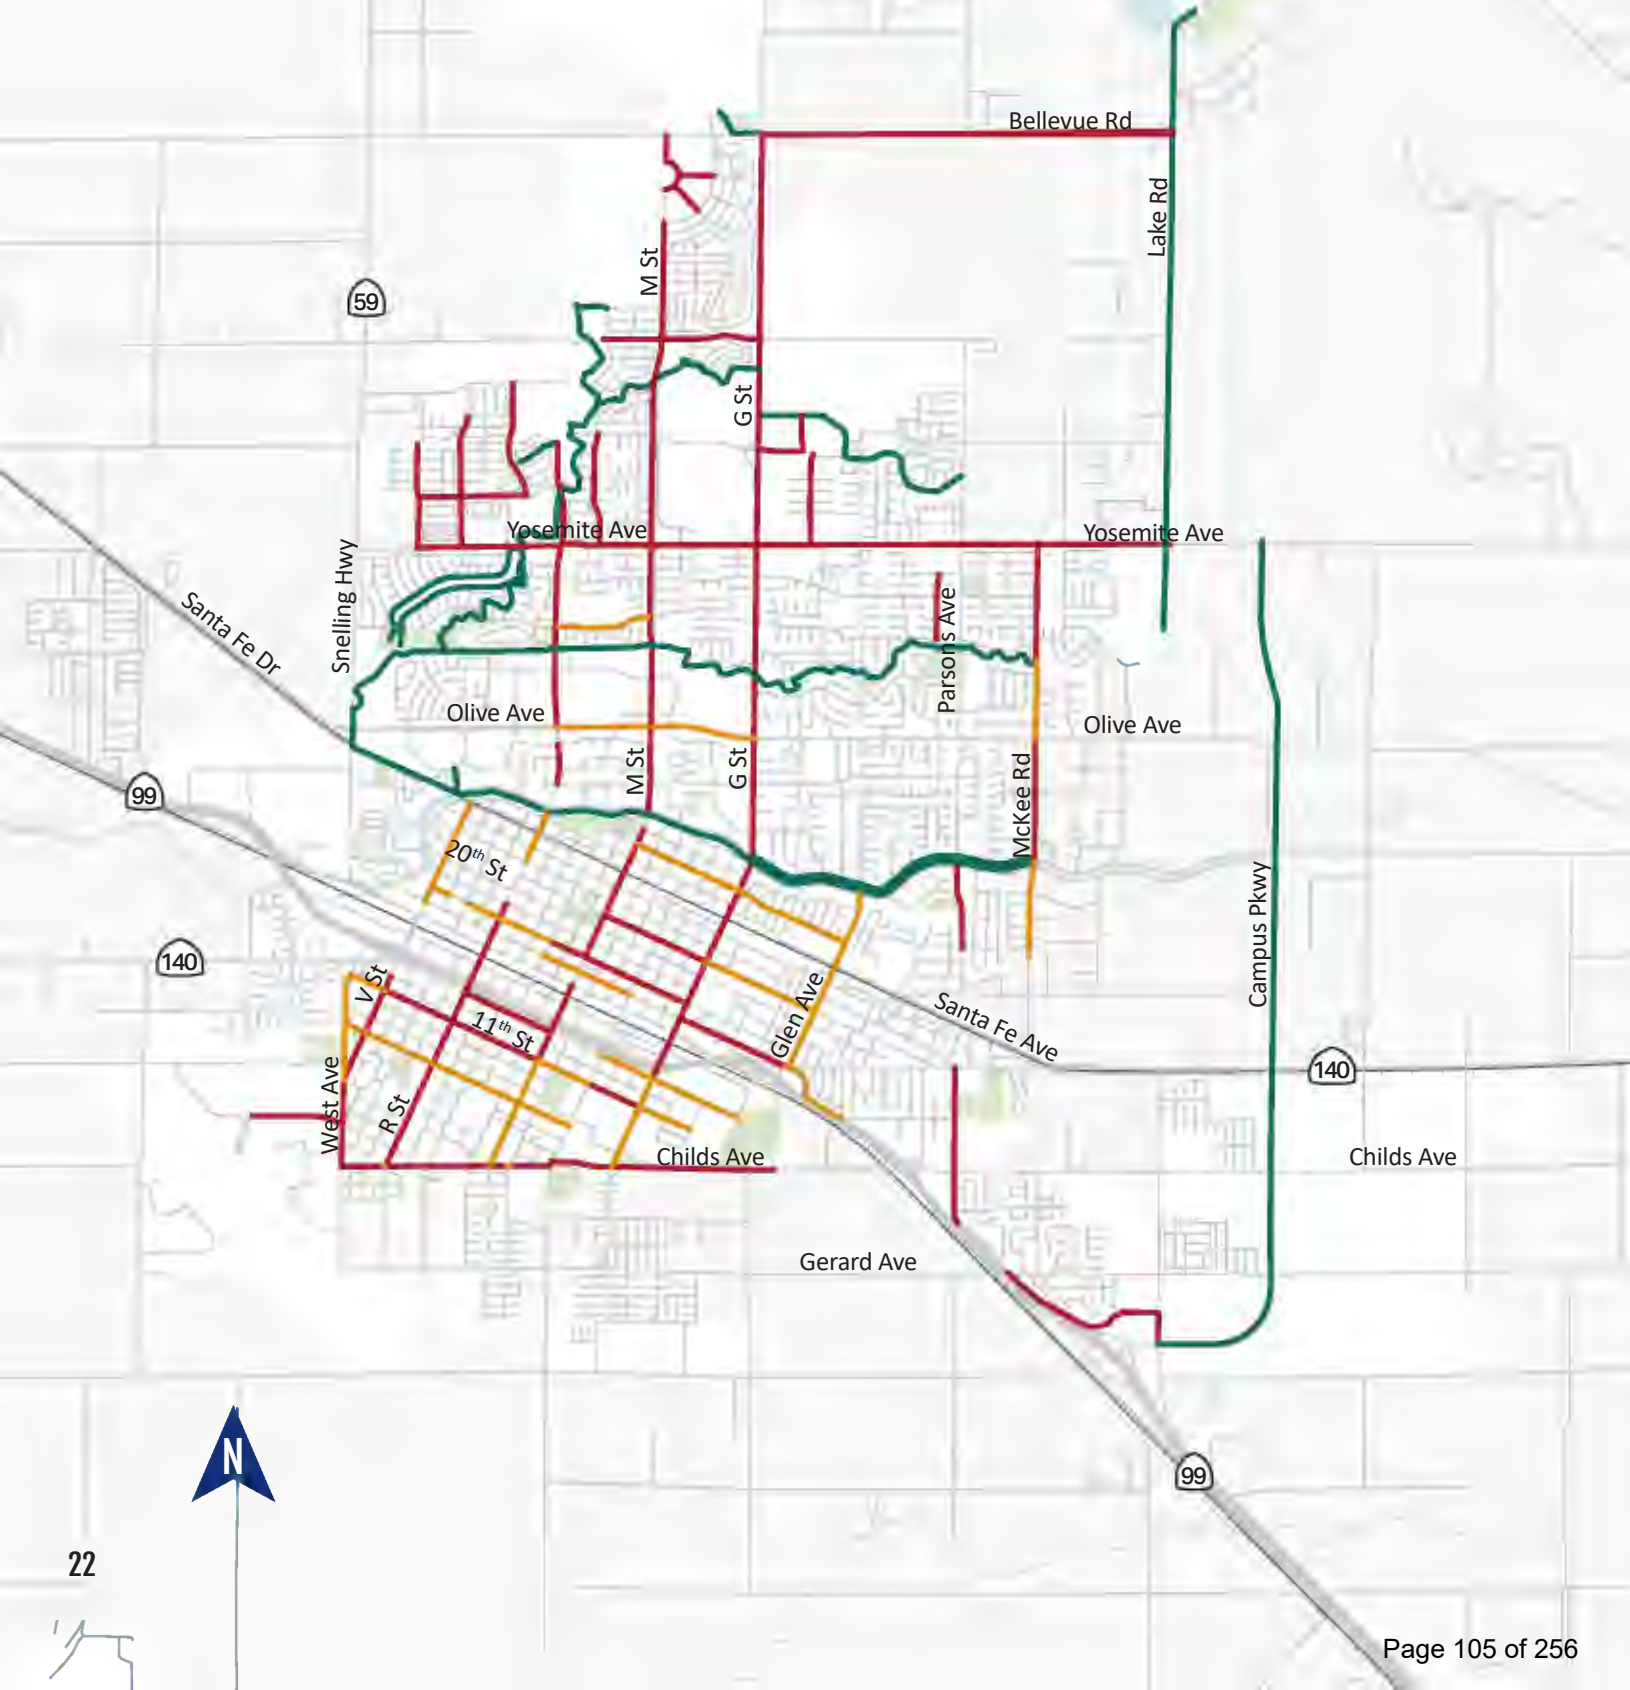 Bellevue Rd
Lake Rd
M St
59
G St
Yosemite Ave
Yosemite Ave
Snelling Hwy
Santa Fe Dr
Parsons Ave
Olive Ave
Olive Ave
M St
G St
McKee Rd
99
20th St
Campus Pkwy
140
V St
Glen Ave
Santa Fe Ave
11th St
140
West Ave
R St
Childs Ave
Childs Ave
Gerard Ave
N
99
22
Page 105 of 256